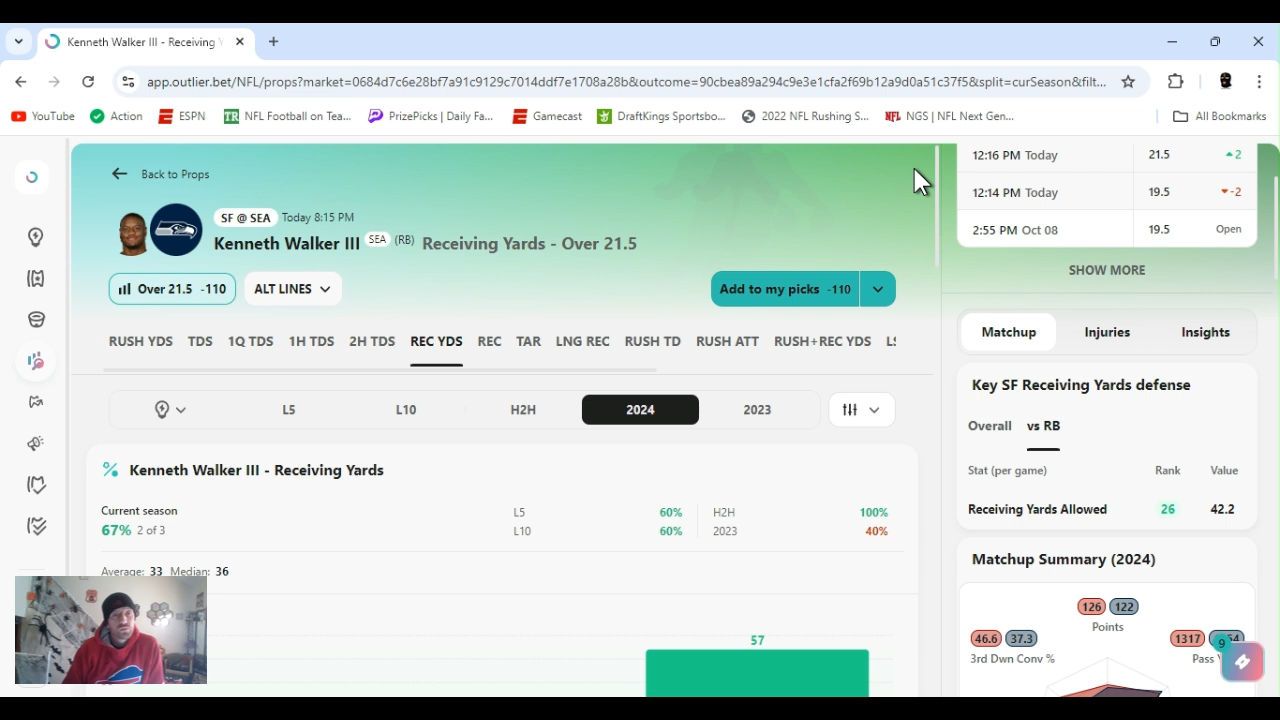 Kenneth Walker III - Receiving Y
app.outlier.bet/NFL/props?market=0684d7c6e28bf7a91c9129c7014ddf7e1708a28b&outcome=90cbea89a294c9e3e1cfa2f69b12a9d0a51c37f5&split=curSeason&filt...
YouTube Action ESPN NFL Football on Tea... PrizePicks | Daily Fa... Gamecast DraftKings Sportsbo... 2022 NFL Rushing S... NGS | NFL Next Gen... All Bookmarks
Back to Props
SF @ SEA Today 8:15 PM
Kenneth Walker III SEA (RB) Receiving Yards - Over 21.5
Over 21.5 -110 ALT LINES Add to my picks -110
RUSH YDS TDS 1Q TDS 1H TDS 2H TDS REC YDS REC TAR LNG REC RUSH TD RUSH ATT RUSH+REC YDS
L5 L10 H2H 2024 2023
Kenneth Walker III - Receiving Yards
Current season L5 60% H2H 100%
67% 2 of 3 L10 60% 2023 40%
Average: 33 Median: 36
57
12:16 PM Today 21.5 2
12:14 PM Today 19.5 -2
2:55 PM Oct 08 19.5 Open
SHOW MORE
Matchup Injuries Insights
Key SF Receiving Yards defense
Overall vs RB
Stat (per game) Rank Value
Receiving Yards Allowed 26 42.2
Matchup Summary (2024)
126 122
Points
46.6 37.3
3rd Dwn Conv %
1317
Pass
9